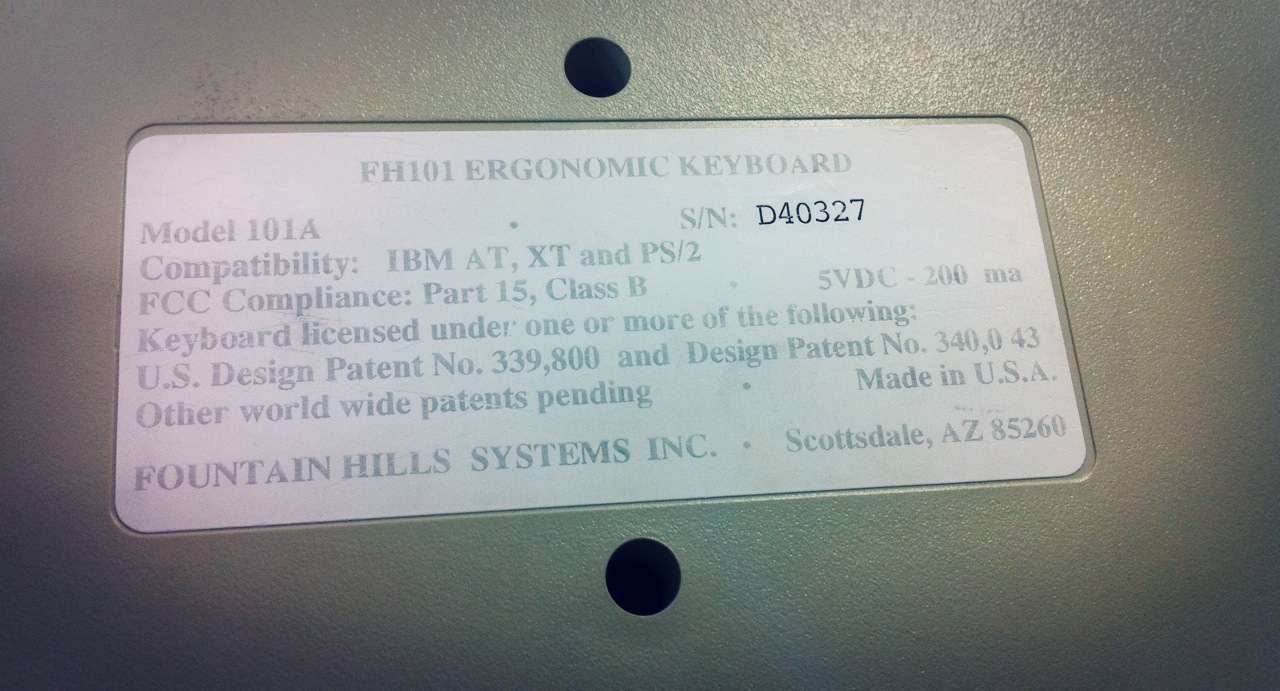 FH101 ERGONOMIC KEYBOARD
Model 101A · S/N: D40327
Compatibility: IBM AT, XT and PS/2
FCC Compliance: Part 15, Class B · 5VDC - 200 ma
Keyboard licensed under one or more of the following:
U.S. Design Patent No. 339,800 and Design Patent No. 340,0 43
Other world wide patents pending · Made in U.S.A.
FOUNTAIN HILLS SYSTEMS INC. · Scottsdale, AZ 85260